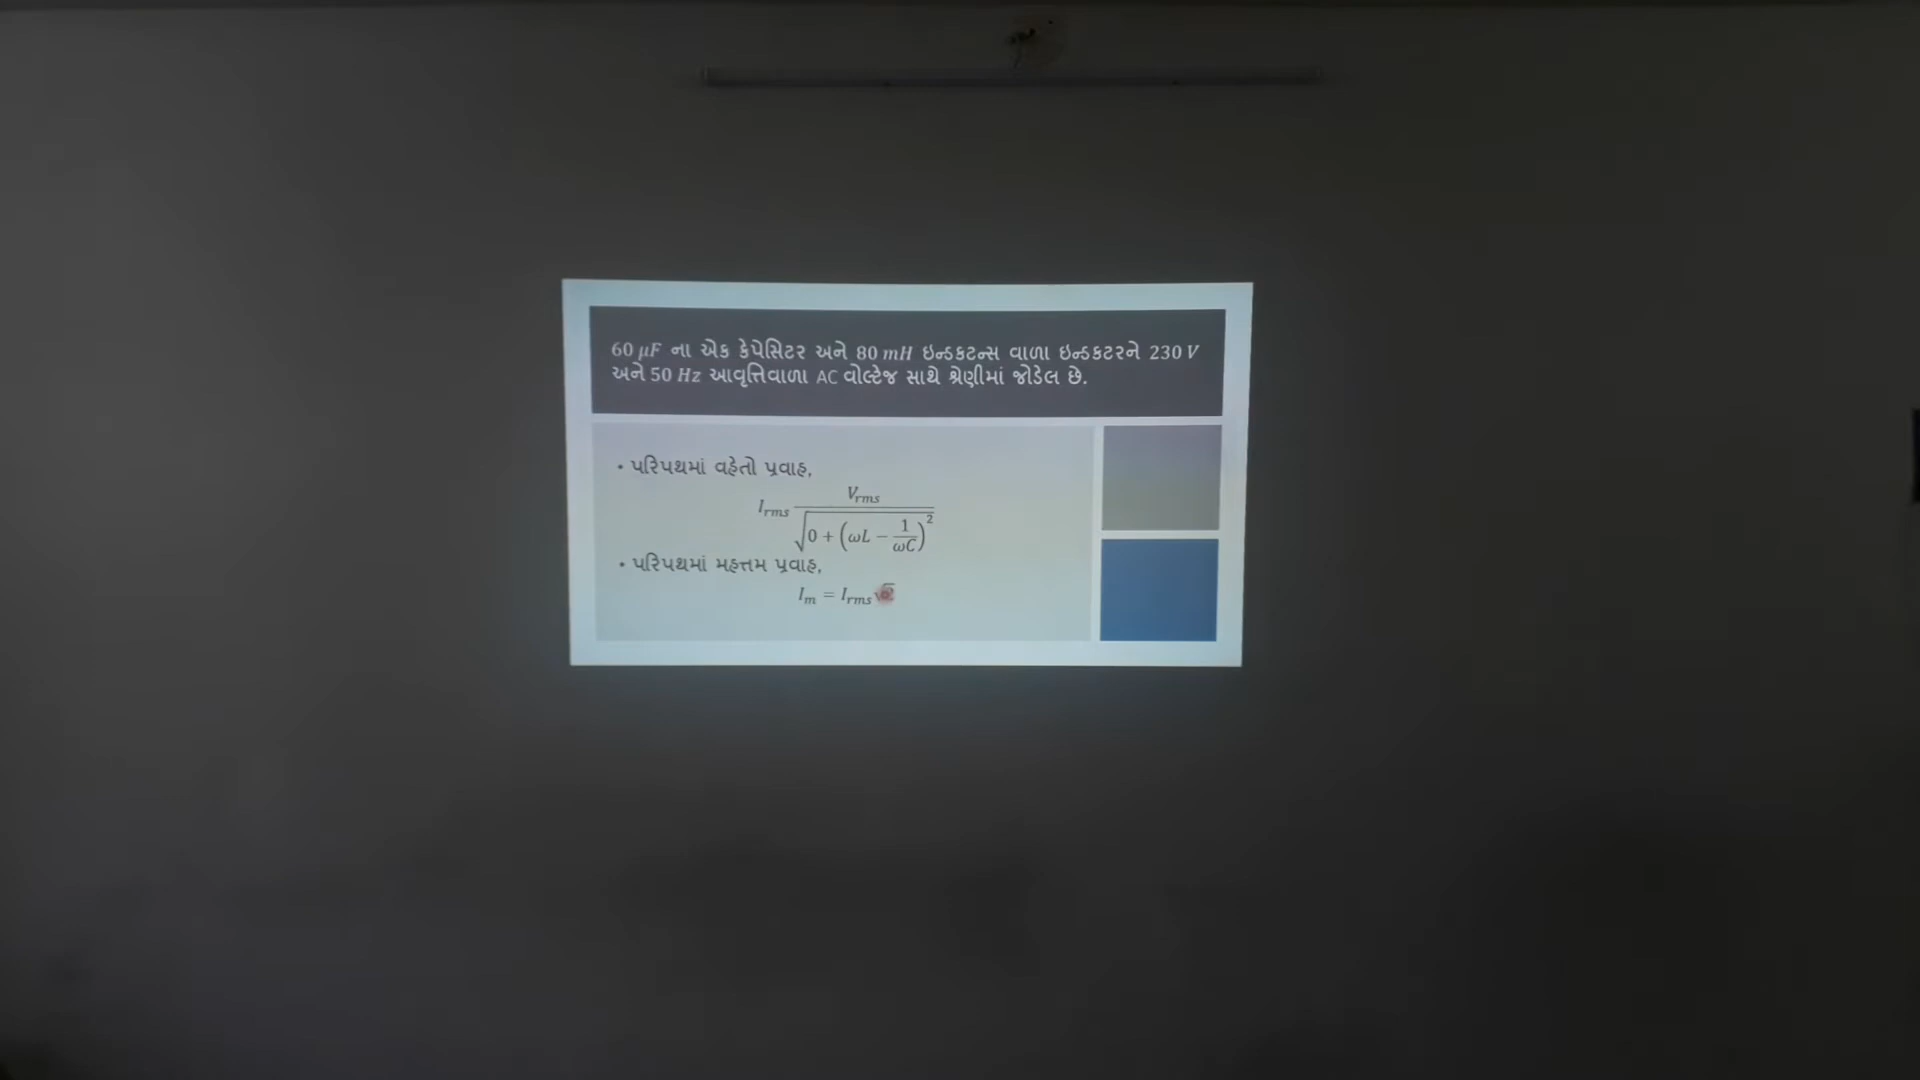 60 μF ના એક કેપેસિટર અને 80 mH ઇન્ડકટન્સ વાળા ઇન્ડકટરને 230 V
અને 50 Hz આવૃત્તિવાળા AC વોલ્ટેજ સાથે શ્રેણીમાં જોડેલ છે.
• પરિપથમાં વહેતો પ્રવાહ,
I_rms V_rms / √(0 + (ωL − 1/ωC)²)
• પરિપથમાં મહત્તમ પ્રવાહ,
I_m = I_rms √2